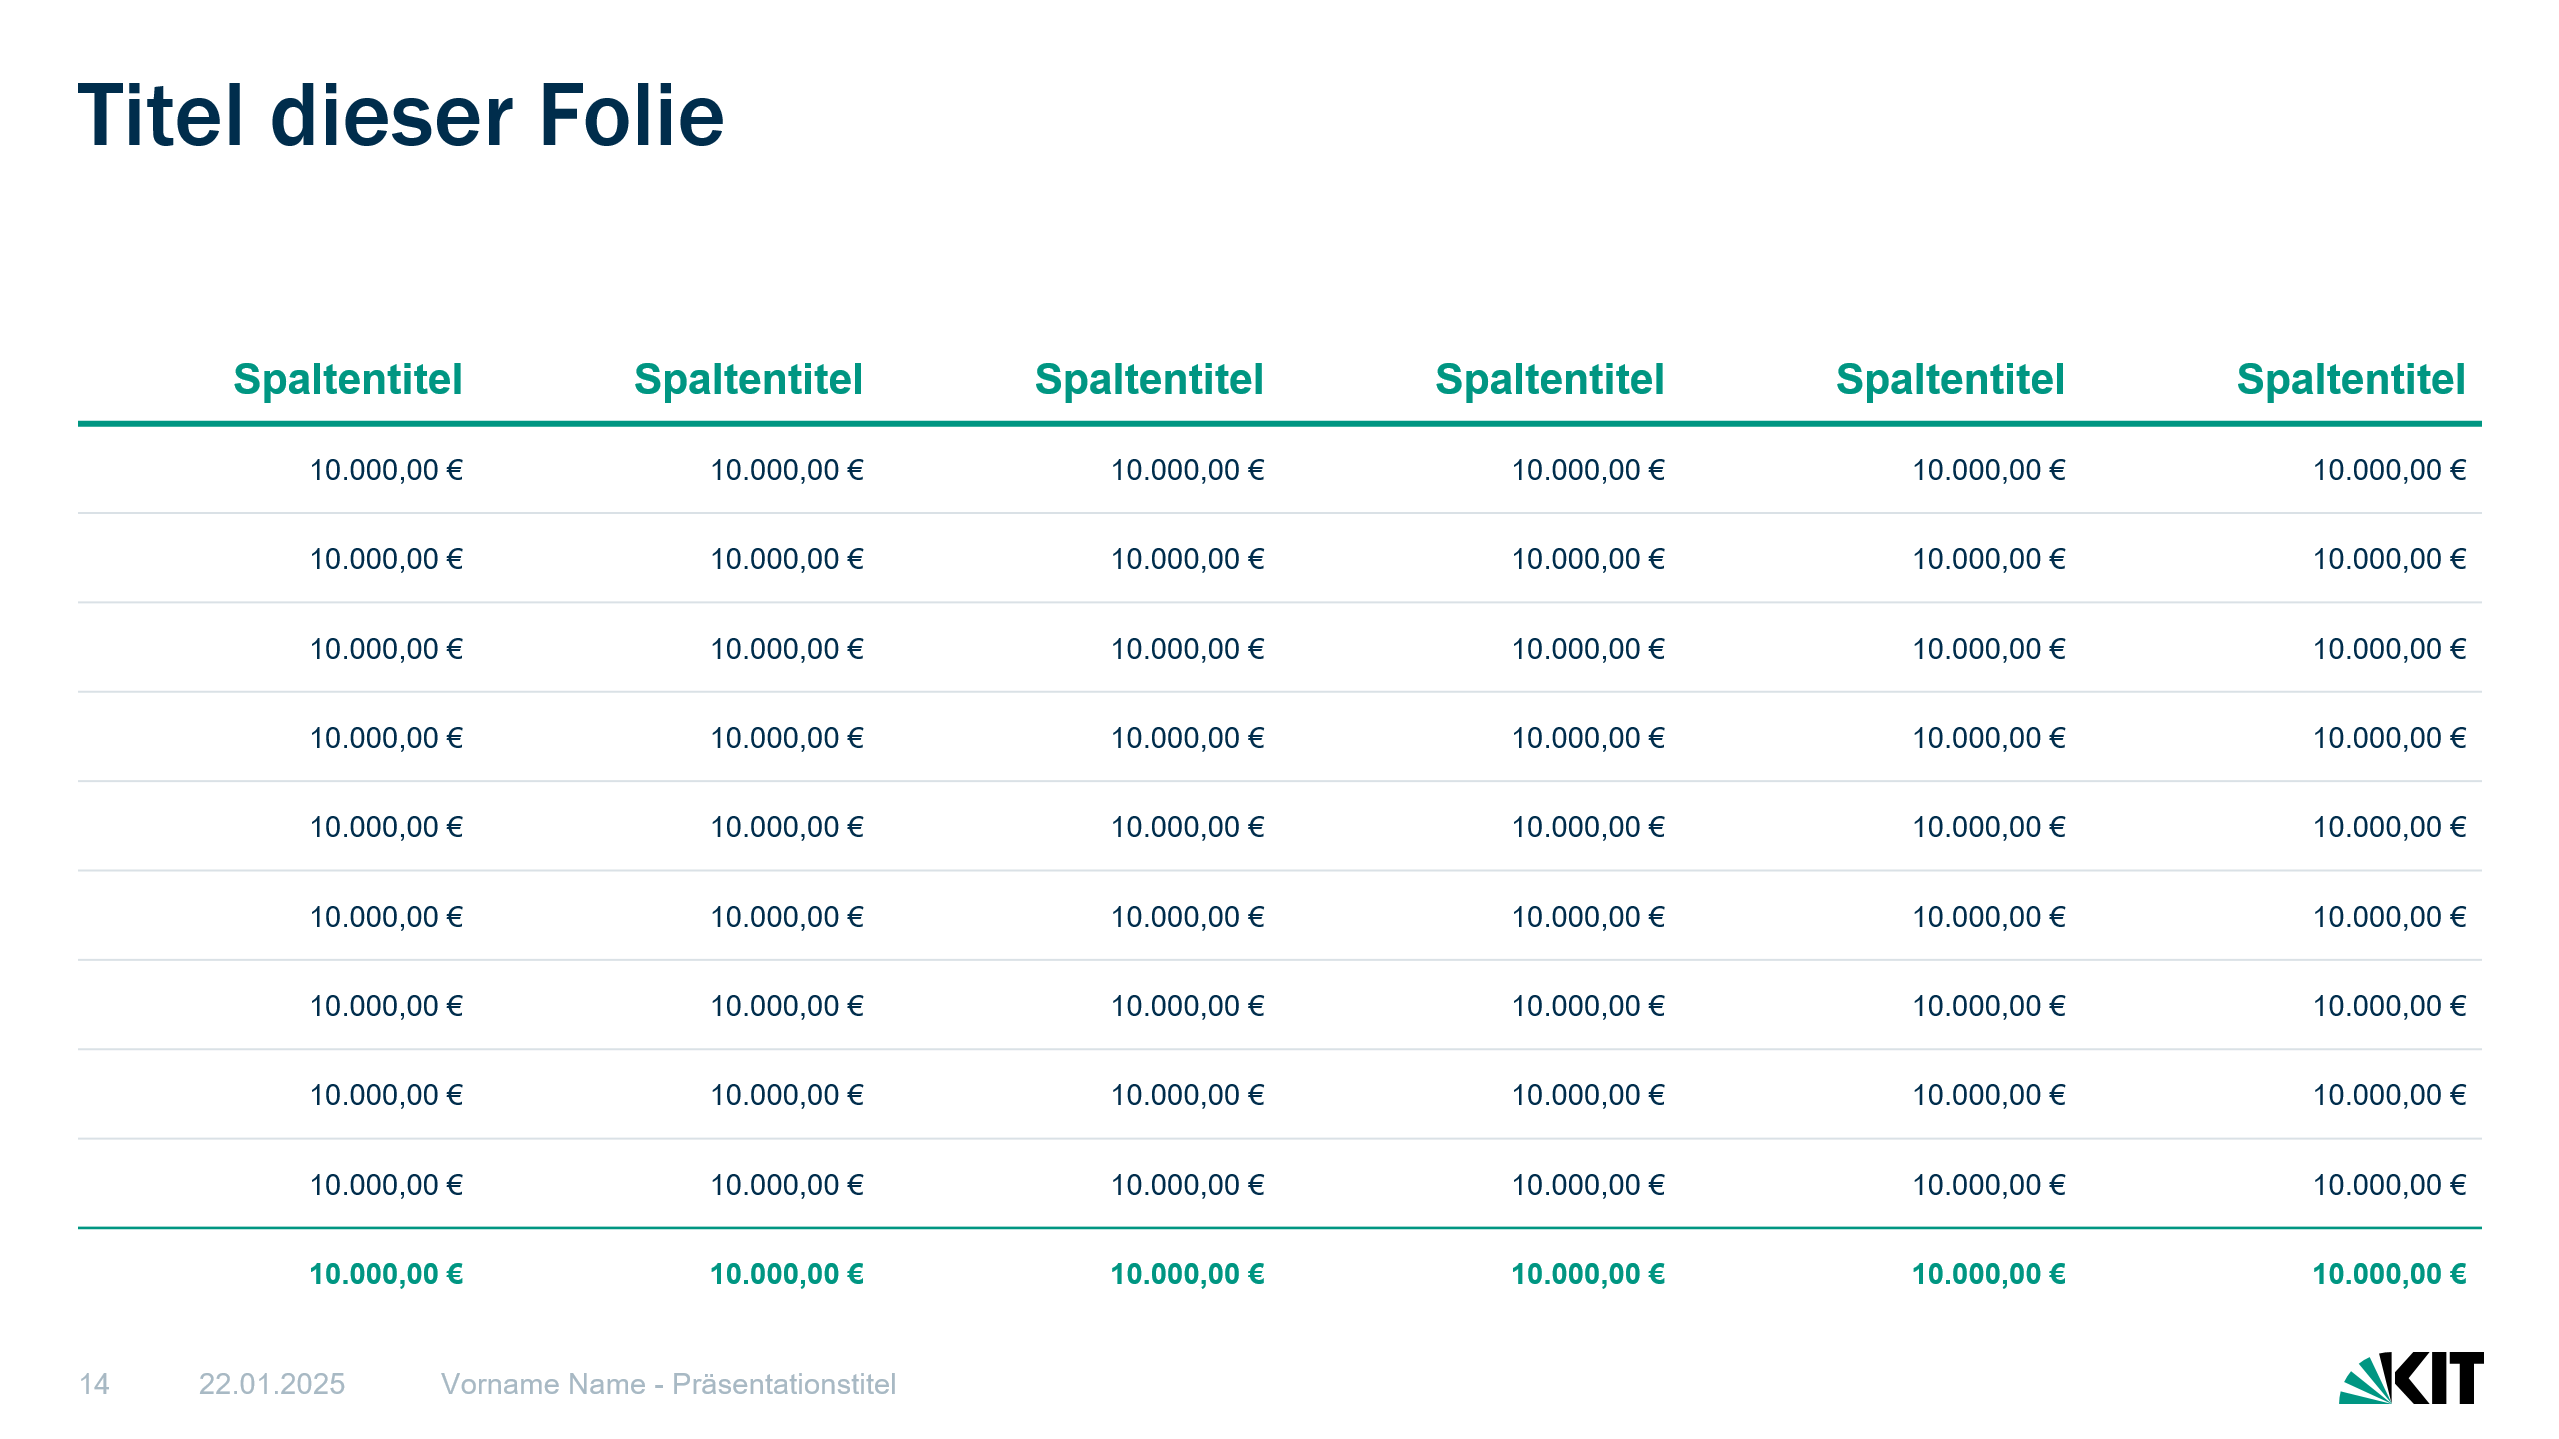 Titel dieser Folie
Spaltentitel Spaltentitel Spaltentitel Spaltentitel Spaltentitel Spaltentitel
10.000,00 € 10.000,00 € 10.000,00 € 10.000,00 € 10.000,00 € 10.000,00 €
10.000,00 € 10.000,00 € 10.000,00 € 10.000,00 € 10.000,00 € 10.000,00 €
10.000,00 € 10.000,00 € 10.000,00 € 10.000,00 € 10.000,00 € 10.000,00 €
10.000,00 € 10.000,00 € 10.000,00 € 10.000,00 € 10.000,00 € 10.000,00 €
10.000,00 € 10.000,00 € 10.000,00 € 10.000,00 € 10.000,00 € 10.000,00 €
10.000,00 € 10.000,00 € 10.000,00 € 10.000,00 € 10.000,00 € 10.000,00 €
10.000,00 € 10.000,00 € 10.000,00 € 10.000,00 € 10.000,00 € 10.000,00 €
10.000,00 € 10.000,00 € 10.000,00 € 10.000,00 € 10.000,00 € 10.000,00 €
10.000,00 € 10.000,00 € 10.000,00 € 10.000,00 € 10.000,00 € 10.000,00 €
10.000,00 € 10.000,00 € 10.000,00 € 10.000,00 € 10.000,00 € 10.000,00 €
14 22.01.2025 Vorname Name - Präsentationstitel KIT